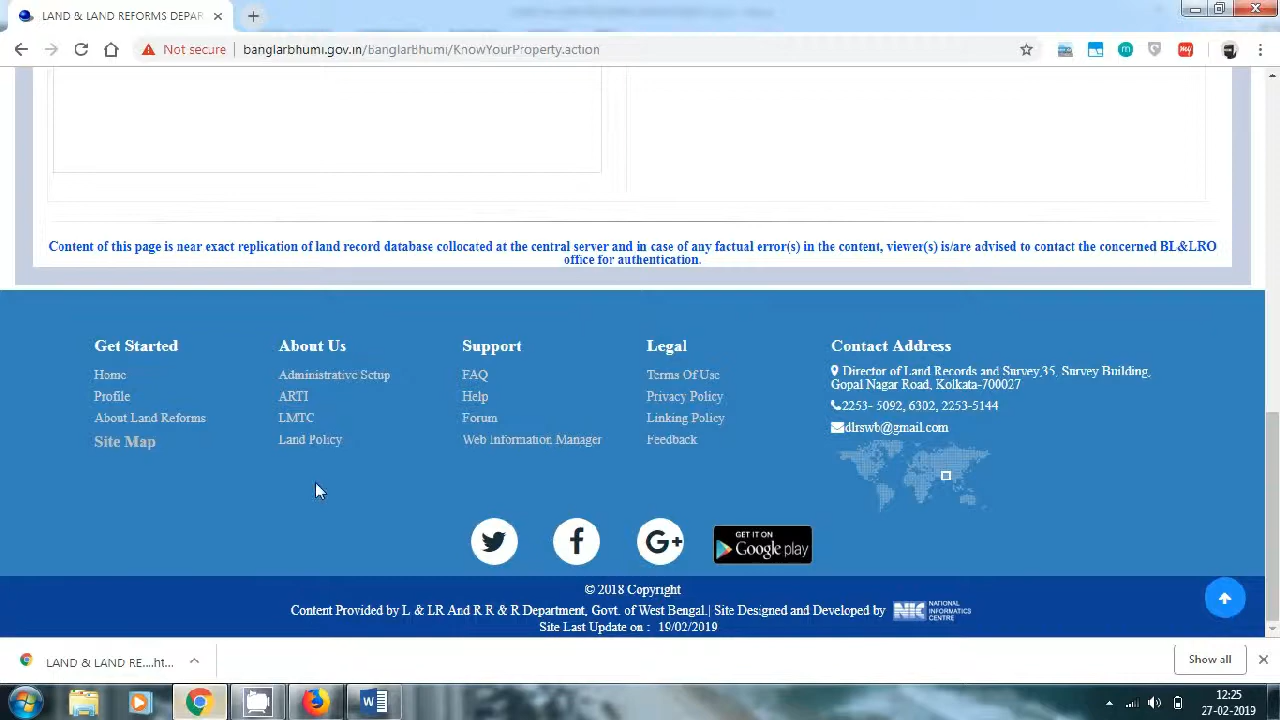 LAND & LAND REFORMS DEPAR
Not secure
banglarbhumi.gov.in/BanglarBhumi/KnowYourProperty.action
Content of this page is near exact replication of land record database collocated at the central server and in case of any factual error(s) in the content, viewer(s) is/are advised to contact the concerned BL&LRO
office for authentication.
Get Started
Home
Profile
About Land Reforms
Site Map
About Us
Administrative Setup
ARTI
LMTC
Land Policy
Support
FAQ
Help
Forum
Web Information Manager
Legal
Terms Of Use
Privacy Policy
Linking Policy
Feedback
Contact Address
Director of Land Records and Survey,35, Survey Building,
Gopal Nagar Road, Kolkata-700027
2253- 5092, 6302, 2253-5144
dlrswb@gmail.com
GET IT ON
Google play
© 2018 Copyright
Content Provided by L & LR And R R & R Department, Govt. of West Bengal.| Site Designed and Developed by
NIC
NATIONAL
INFORMATICS
CENTRE
Site Last Update on : 19/02/2019
LAND & LAND RE....ht...
Show all
12:25
27-02-2019